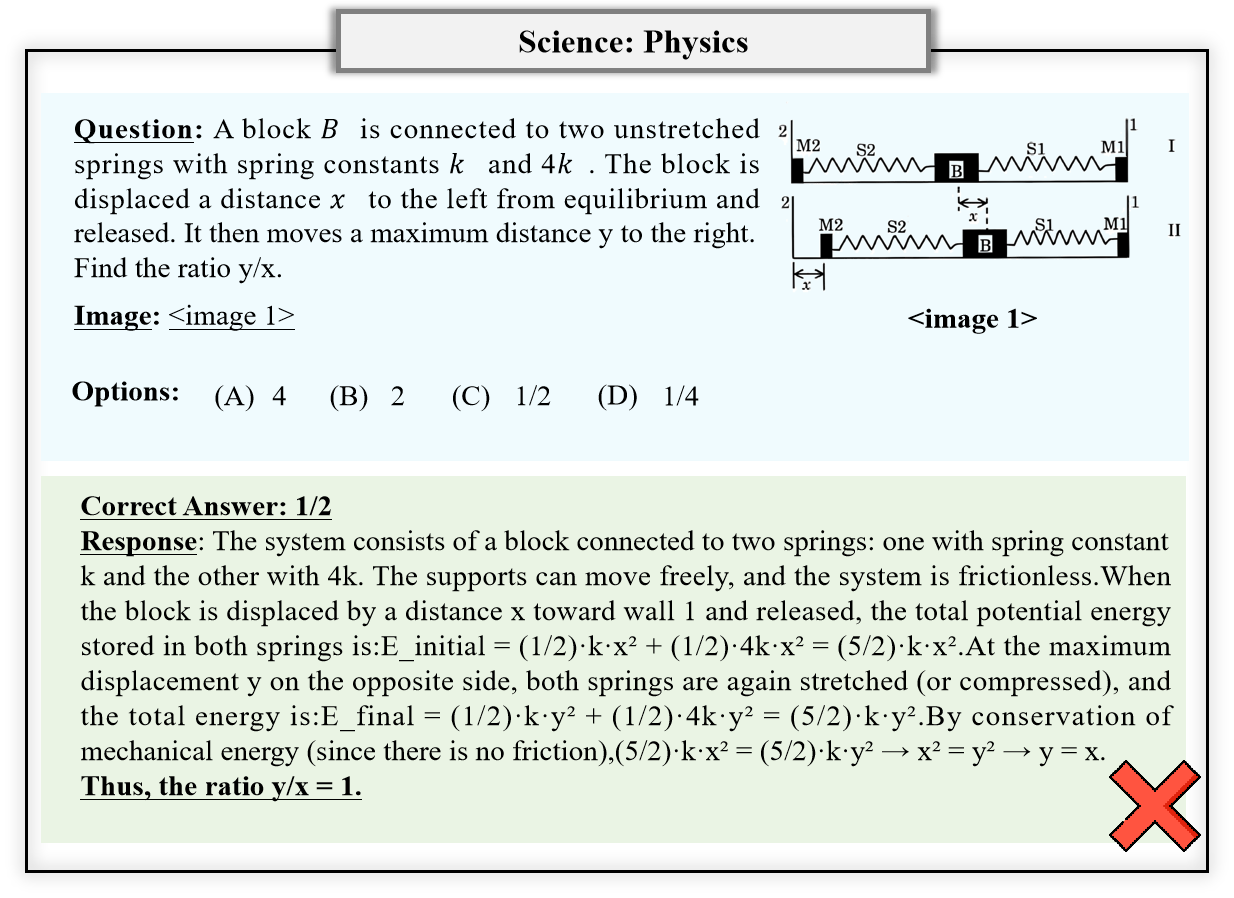 Science: Physics
Question: A block B is connected to two unstretched
springs with spring constants k and 4k . The block is
displaced a distance x to the left from equilibrium and
released. It then moves a maximum distance y to the right.
Find the ratio y/x.
Image: <image 1>
2 M2 S2 B S1 M1 1 I
x
2 M2 S2 B S1 M1 1 II
x
<image 1>
Options: (A) 4 (B) 2 (C) 1/2 (D) 1/4
Correct Answer: 1/2
Response: The system consists of a block connected to two springs: one with spring constant
k and the other with 4k. The supports can move freely, and the system is frictionless.When
the block is displaced by a distance x toward wall 1 and released, the total potential energy
stored in both springs is:E_initial = (1/2)·k·x² + (1/2)·4k·x² = (5/2)·k·x².At the maximum
displacement y on the opposite side, both springs are again stretched (or compressed), and
the total energy is:E_final = (1/2)·k·y² + (1/2)·4k·y² = (5/2)·k·y².By conservation of
mechanical energy (since there is no friction),(5/2)·k·x² = (5/2)·k·y² → x² = y² → y = x.
Thus, the ratio y/x = 1.